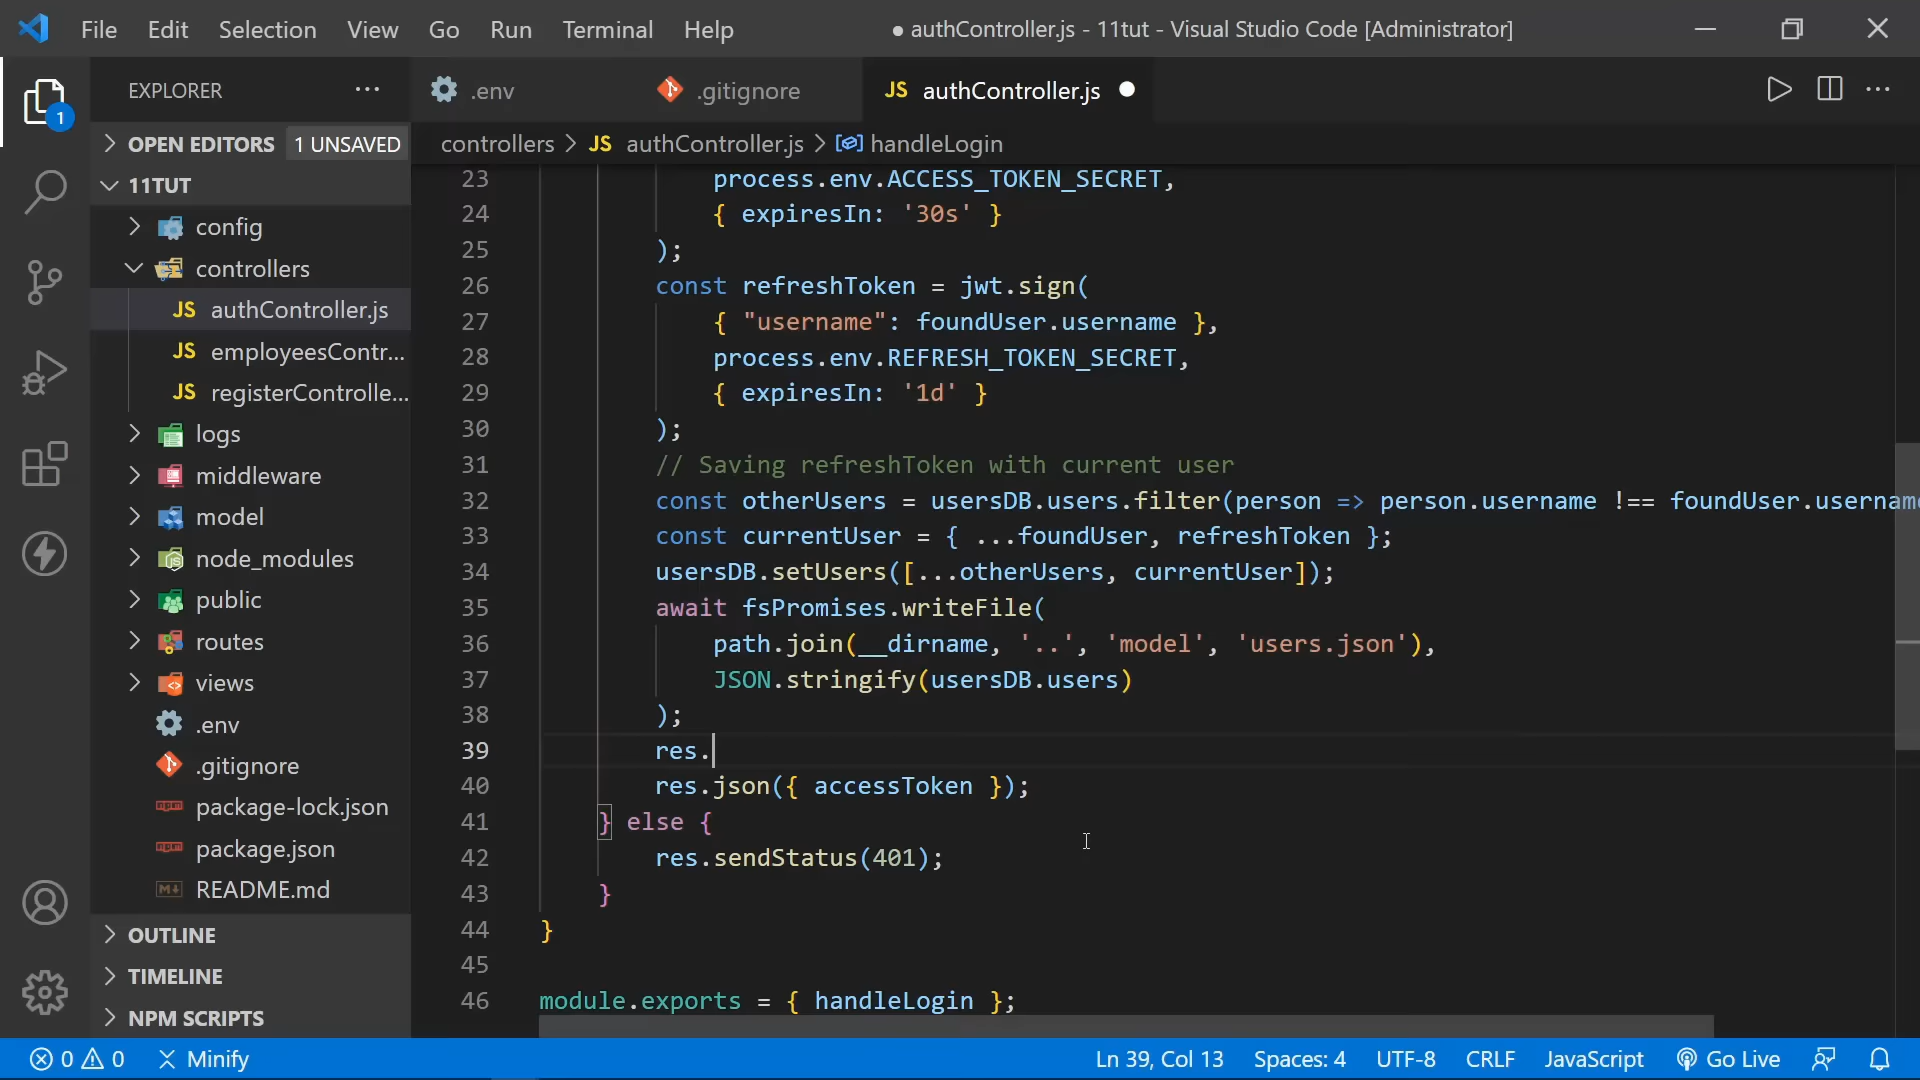 File Edit Selection View Go Run Terminal Help
● authController.js - 11tut - Visual Studio Code [Administrator]
EXPLORER ···
.env
.gitignore
JS authController.js ●
OPEN EDITORS 1 UNSAVED
controllers > JS authController.js > handleLogin
1
11TUT
config
controllers
JS authController.js
JS employeesContr...
JS registerControlle...
logs
middleware
model
node_modules
public
routes
views
.env
.gitignore
package-lock.json
package.json
README.md
OUTLINE
TIMELINE
NPM SCRIPTS
23 process.env.ACCESS_TOKEN_SECRET,
24 { expiresIn: '30s' }
25 );
26 const refreshToken = jwt.sign(
27 { "username": foundUser.username },
28 process.env.REFRESH_TOKEN_SECRET,
29 { expiresIn: '1d' }
30 );
31 // Saving refreshToken with current user
32 const otherUsers = usersDB.users.filter(person => person.username !== foundUser.usernam
33 const currentUser = { ...foundUser, refreshToken };
34 usersDB.setUsers([...otherUsers, currentUser]);
35 await fsPromises.writeFile(
36 path.join(__dirname, '..', 'model', 'users.json'),
37 JSON.stringify(usersDB.users)
38 );
39 res.
40 res.json({ accessToken });
41 } else {
42 res.sendStatus(401);
43 }
44 }
45
46 module.exports = { handleLogin };
0 0 Minify
Ln 39, Col 13 Spaces: 4 UTF-8 CRLF JavaScript Go Live